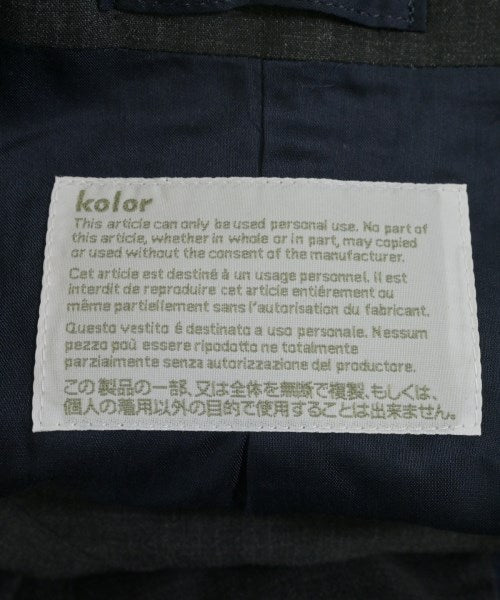 kolor
This article can only be used personal use. No part of
this article, whether in whole or in part, may copied
or used without the consent of the manufacturer.
Cet article est destiné à un usage personnel. Il est
interdit de reproduire cet article entiérement ou
même partiellement sans l'autorisation du fabricant.
Questo vestito é destinato a uso personale. Nessum
pezzo poù essere ripodotto ne totalmente
parzialmente senza autorizzazione del produttore.
この製品の一部、又は全体を無断で複製、もしくは、
個人の着用以外の目的で使用することは出来ません。